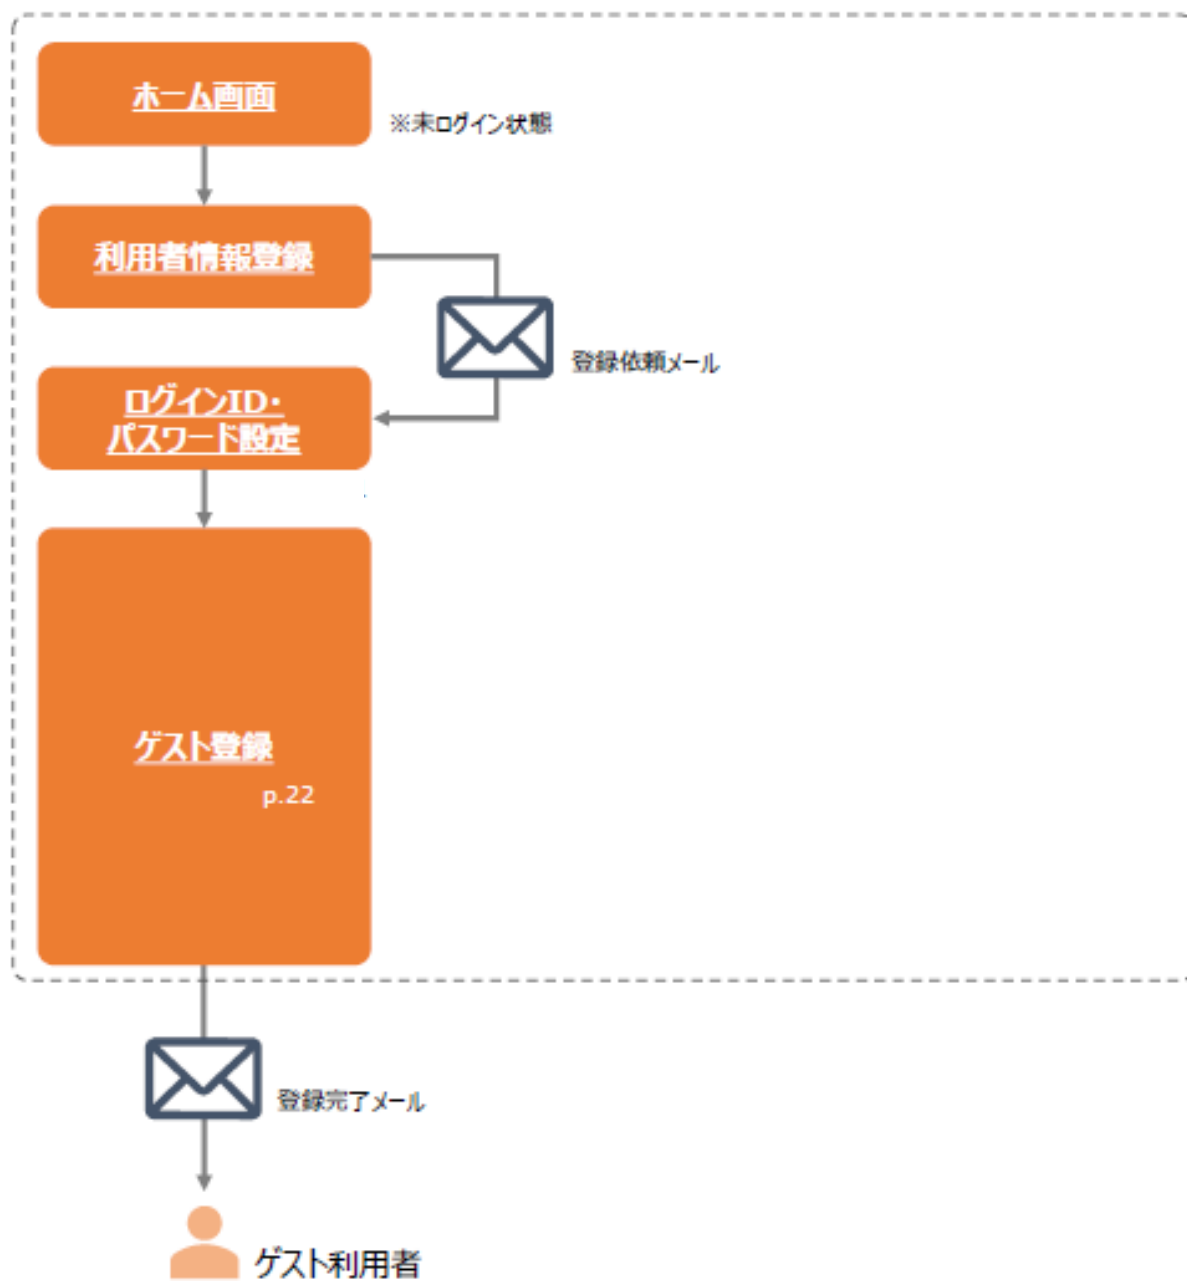 ホーム画面
※未ログイン状態
利用者情報登録
登録依頼メール
ログインID・
パスワード設定
ゲスト登録
p.22
登録完了メール
ゲスト利用者